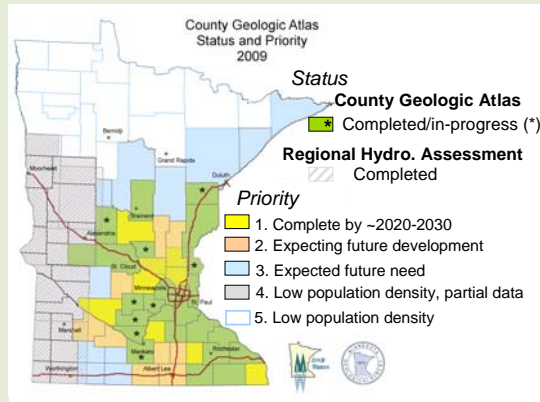 County Geologic Atlas
Status and Priority
2009
Status
County Geologic Atlas
* Completed/in-progress (*)
Regional Hydro. Assessment
Completed
Priority
1. Complete by ~2020-2030
2. Expecting future development
3. Expected future need
4. Low population density, partial data
5. Low population density
Bemidji
Grand Rapids
Moorhead
Duluth
Brainerd
Alexandria
St. Cloud
Minneapolis
St. Paul
Marshall
Mankato
Rochester
Worthington
Albert Lea